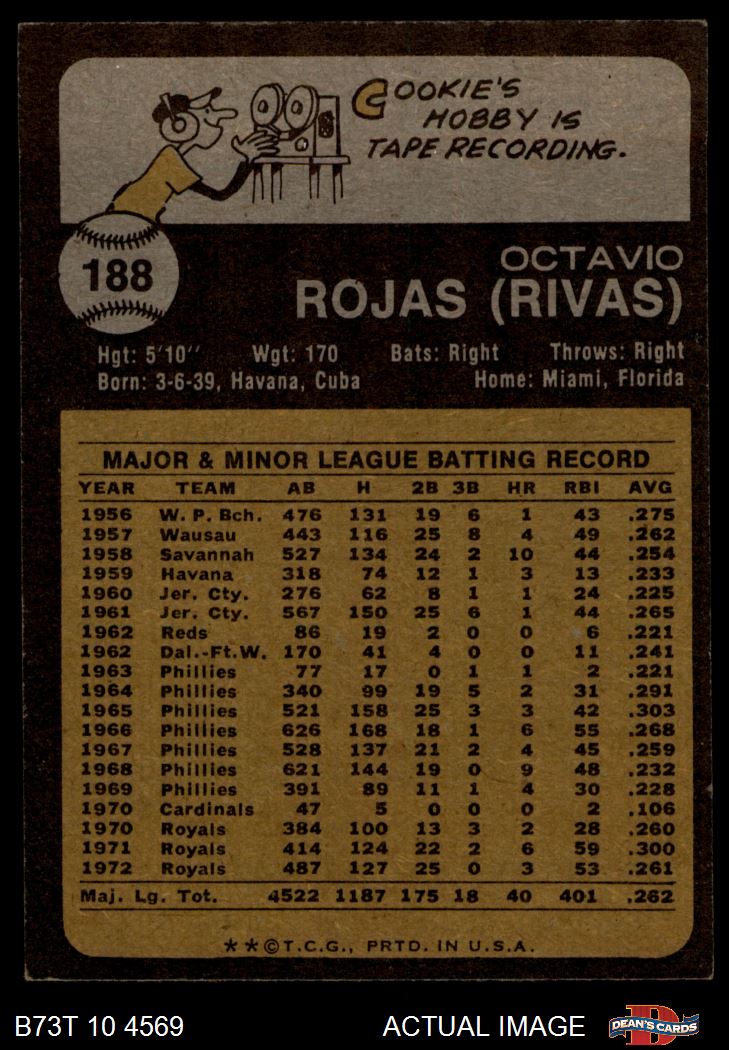 COOKIE'S
HOBBY IS
TAPE RECORDING.
188
OCTAVIO
ROJAS (RIVAS)
Hgt: 5'10" Wgt: 170 Bats: Right Throws: Right
Born: 3-6-39, Havana, Cuba Home: Miami, Florida
MAJOR & MINOR LEAGUE BATTING RECORD
YEAR TEAM AB H 2B 3B HR RBI AVG
1956 W. P. Bch. 476 131 19 6 1 43 .275
1957 Wausau 443 116 25 8 4 49 .262
1958 Savannah 527 134 24 2 10 44 .254
1959 Havana 318 74 12 1 3 13 .233
1960 Jer. Cty. 276 62 8 1 1 24 .225
1961 Jer. Cty. 567 150 25 6 1 44 .265
1962 Reds 86 19 2 0 0 6 .221
1962 Dal.-Ft.W. 170 41 4 0 0 11 .241
1963 Phillies 77 17 0 1 1 2 .221
1964 Phillies 340 99 19 5 2 31 .291
1965 Phillies 521 158 25 3 3 42 .303
1966 Phillies 626 168 18 1 6 55 .268
1967 Phillies 528 137 21 2 4 45 .259
1968 Phillies 621 144 19 0 9 48 .232
1969 Phillies 391 89 11 1 4 30 .228
1970 Cardinals 47 5 0 0 0 2 .106
1970 Royals 384 100 13 3 2 28 .260
1971 Royals 414 124 22 2 6 59 .300
1972 Royals 487 127 25 0 3 53 .261
Maj. Lg. Tot. 4522 1187 175 18 40 401 .262
**©T.C.G., PRTD. IN U.S.A.
B73T 10 4569 ACTUAL IMAGE D DEAN'S CARDS